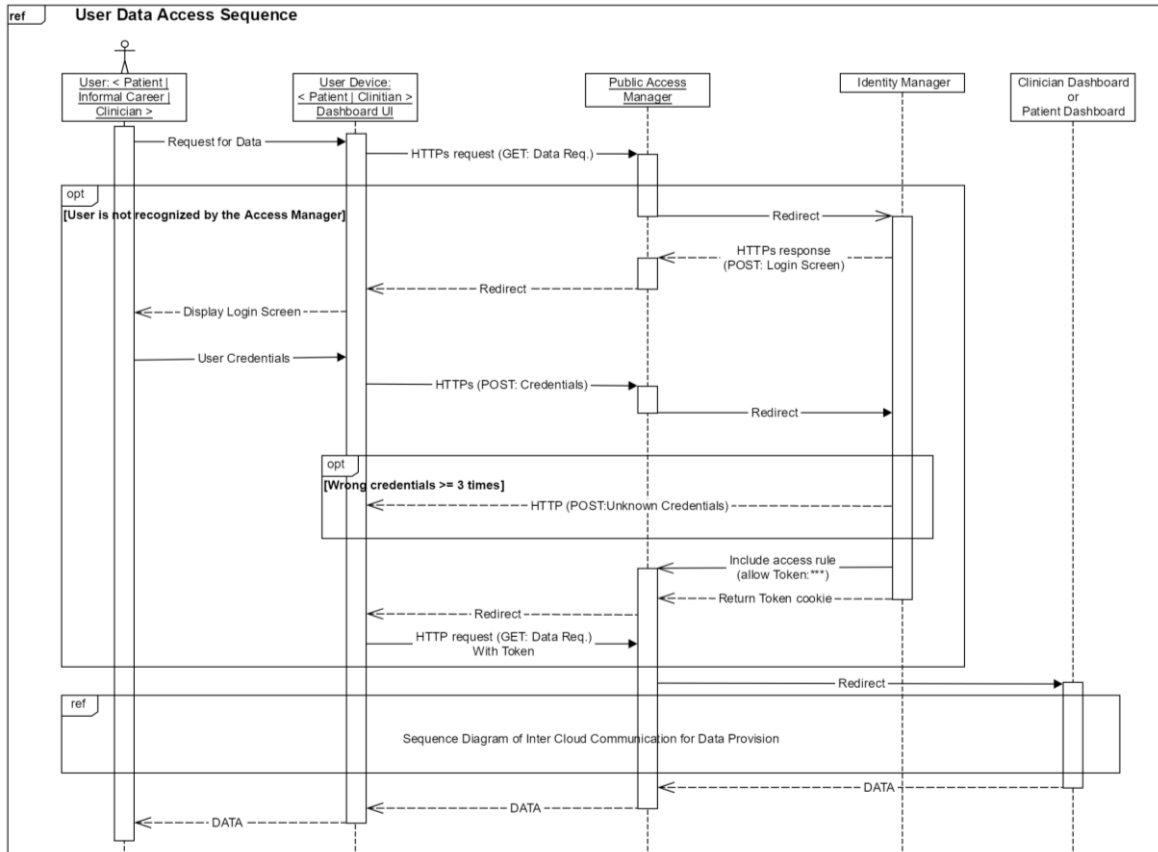 ref
User Data Access Sequence
User: < Patient |
Informal Career |
Clinician >
User Device:
< Patient | Clinitian >
Dashboard UI
Public Access
Manager
Identity Manager
Clinician Dashboard
or
Patient Dashboard
Request for Data
HTTPs request (GET: Data Req.)
opt
[User is not recognized by the Access Manager]
Redirect
HTTPs response
(POST: Login Screen)
Redirect
Display Login Screen
User Credentials
HTTPs (POST: Credentials)
Redirect
opt
[Wrong credentials >= 3 times]
HTTP (POST:Unknown Credentials)
Include access rule
(allow Token:***)
Return Token cookie
Redirect
HTTP request (GET: Data Req.)
With Token
Redirect
ref
Sequence Diagram of Inter Cloud Communication for Data Provision
DATA
DATA
DATA